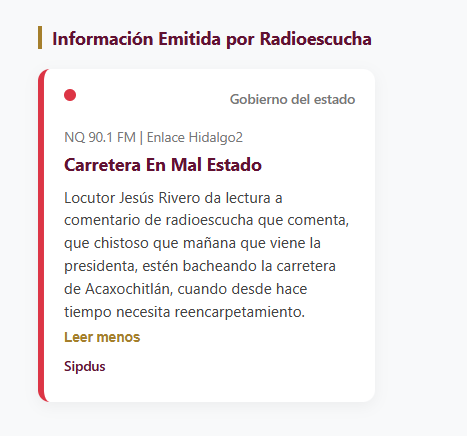 Información Emitida por Radioescucha
Gobierno del estado
NQ 90.1 FM | Enlace Hidalgo2
Carretera En Mal Estado
Locutor Jesús Rivero da lectura a
comentario de radioescucha que comenta,
que chistoso que mañana que viene la
presidenta, estén bacheando la carretera
de Acaxochitlán, cuando desde hace
tiempo necesita reencarpetamiento.
Leer menos
Sipdus